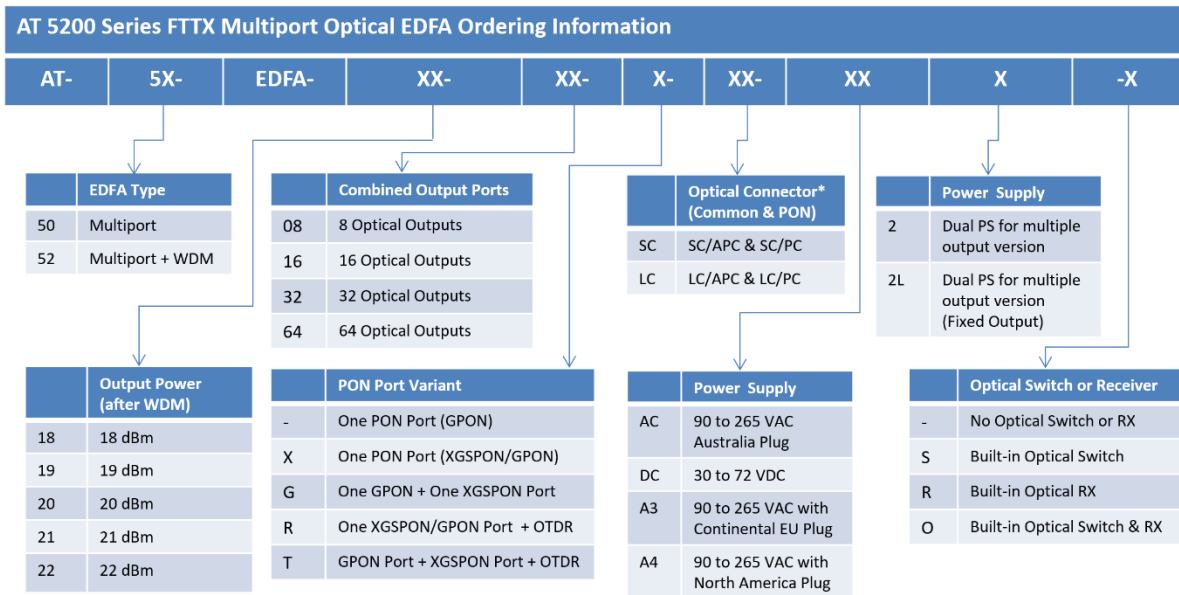 AT 5200 Series FTTX Multiport Optical EDFA Ordering Information
AT- 5X- EDFA- XX- XX- X- XX- XX X -X
EDFA Type
50 Multiport
52 Multiport + WDM
Combined Output Ports
08 8 Optical Outputs
16 16 Optical Outputs
32 32 Optical Outputs
64 64 Optical Outputs
Optical Connector*
(Common & PON)
SC SC/APC & SC/PC
LC LC/APC & LC/PC
Power Supply
2 Dual PS for multiple
output version
2L Dual PS for multiple
output version
(Fixed Output)
Output Power
(after WDM)
18 18 dBm
19 19 dBm
20 20 dBm
21 21 dBm
22 22 dBm
PON Port Variant
- One PON Port (GPON)
X One PON Port (XGSPON/GPON)
G One GPON + One XGSPON Port
R One XGSPON/GPON Port + OTDR
T GPON Port + XGSPON Port + OTDR
Power Supply
AC 90 to 265 VAC
Australia Plug
DC 30 to 72 VDC
A3 90 to 265 VAC with
Continental EU Plug
A4 90 to 265 VAC with
North America Plug
Optical Switch or Receiver
- No Optical Switch or RX
S Built-in Optical Switch
R Built-in Optical RX
O Built-in Optical Switch & RX